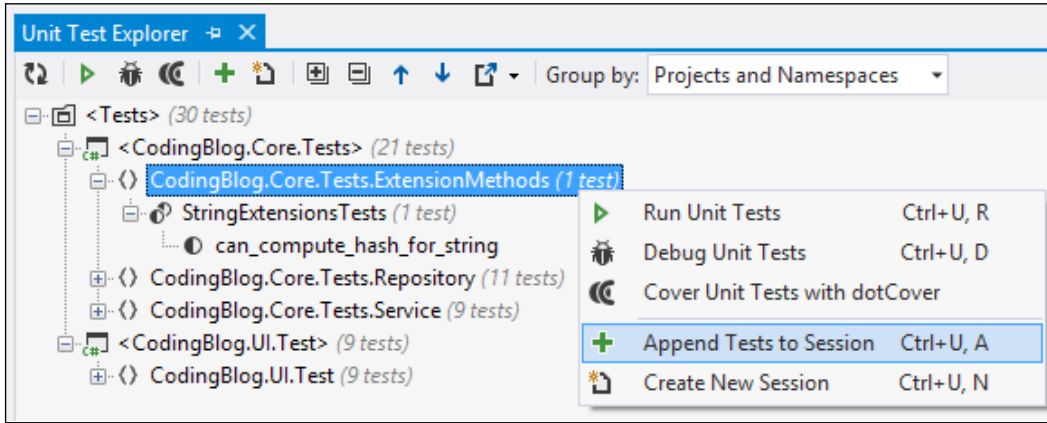 Unit Test Explorer
Group by: Projects and Namespaces
<Tests> (30 tests)
C# <CodingBlog.Core.Tests> (21 tests)
CodingBlog.Core.Tests.ExtensionMethods (1 test)
StringExtensionsTests (1 test)
Run Unit Tests Ctrl+U, R
can_compute_hash_for_string
Debug Unit Tests Ctrl+U, D
CodingBlog.Core.Tests.Repository (11 tests)
Cover Unit Tests with dotCover
CodingBlog.Core.Tests.Service (9 tests)
C# <CodingBlog.UI.Test> (9 tests)
Append Tests to Session Ctrl+U, A
CodingBlog.UI.Test (9 tests)
Create New Session Ctrl+U, N